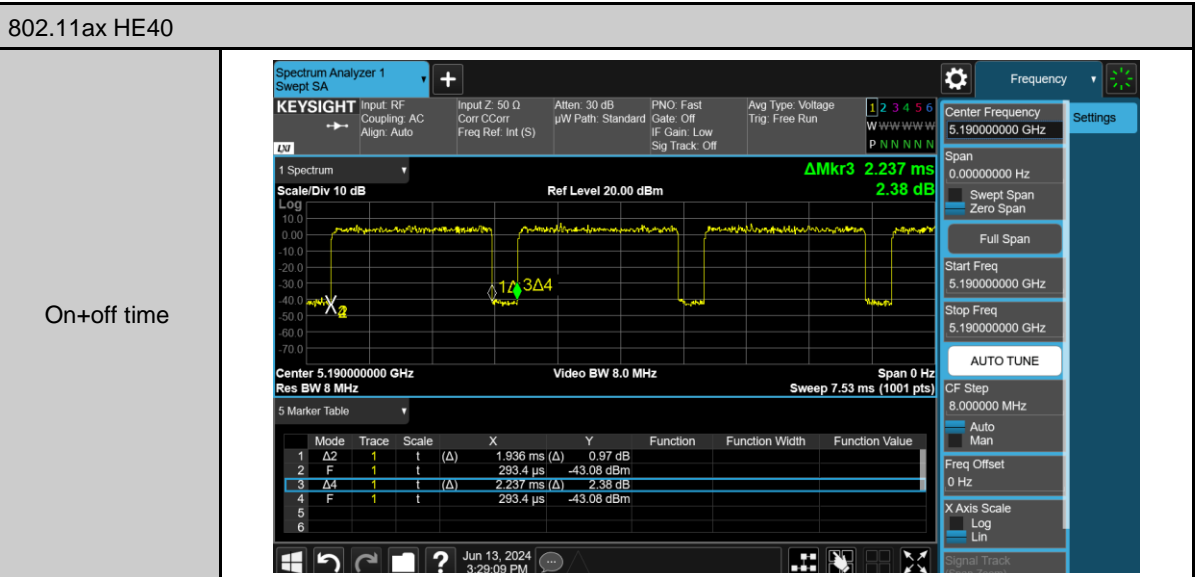 802.11ax HE40
On+off time
Spectrum Analyzer 1
Swept SA
Frequency
KEYSIGHT
Input: RF
Coupling: AC
Align: Auto
LXI
Input Z: 50 Ω
Corr CCorr
Freq Ref: Int (S)
Atten: 30 dB
µW Path: Standard
PNO: Fast
Gate: Off
IF Gain: Low
Sig Track: Off
Avg Type: Voltage
Trig: Free Run
1 2 3 4 5 6
W W W W W W
P N N N N N
1 Spectrum
ΔMkr3 2.237 ms
2.38 dB
Scale/Div 10 dB
Ref Level 20.00 dBm
Log
10.0
0.00
-10.0
-20.0
-30.0
-40.0
-50.0
-60.0
-70.0
3Δ4
Center 5.190000000 GHz
Video BW 8.0 MHz
Span 0 Hz
Res BW 8 MHz
Sweep 7.53 ms (1001 pts)
5 Marker Table
Mode Trace Scale X Y Function Function Width Function Value
1 Δ2 1 t (Δ) 1.936 ms (Δ) 0.97 dB
2 F 1 t 293.4 µs -43.08 dBm
3 Δ4 1 t (Δ) 2.237 ms (Δ) 2.38 dB
4 F 1 t 293.4 µs -43.08 dBm
5
6
?
Jun 13, 2024
3:29:09 PM
Center Frequency
5.190000000 GHz
Settings
Span
0.00000000 Hz
Swept Span
Zero Span
Full Span
Start Freq
5.190000000 GHz
Stop Freq
5.190000000 GHz
AUTO TUNE
CF Step
8.000000 MHz
Auto
Man
Freq Offset
0 Hz
X Axis Scale
Log
Lin
Signal Track